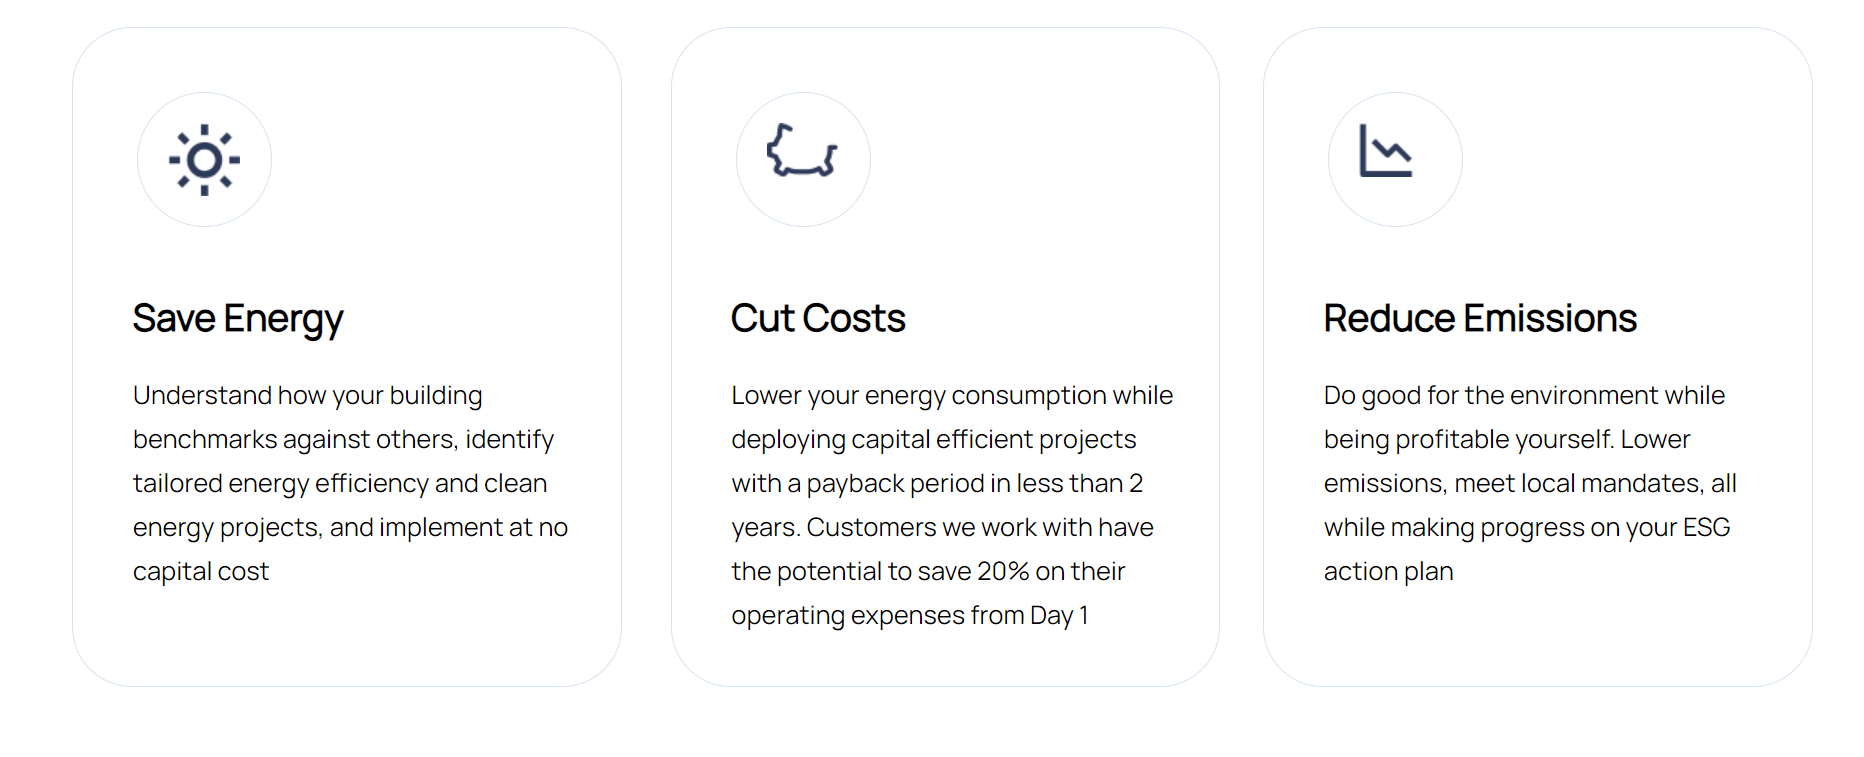 Save Energy
Understand how your building
benchmarks against others, identify
tailored energy efficiency and clean
energy projects, and implement at no
capital cost
Cut Costs
Lower your energy consumption while
deploying capital efficient projects
with a payback period in less than 2
years. Customers we work with have
the potential to save 20% on their
operating expenses from Day 1
Reduce Emissions
Do good for the environment while
being profitable yourself. Lower
emissions, meet local mandates, all
while making progress on your ESG
action plan